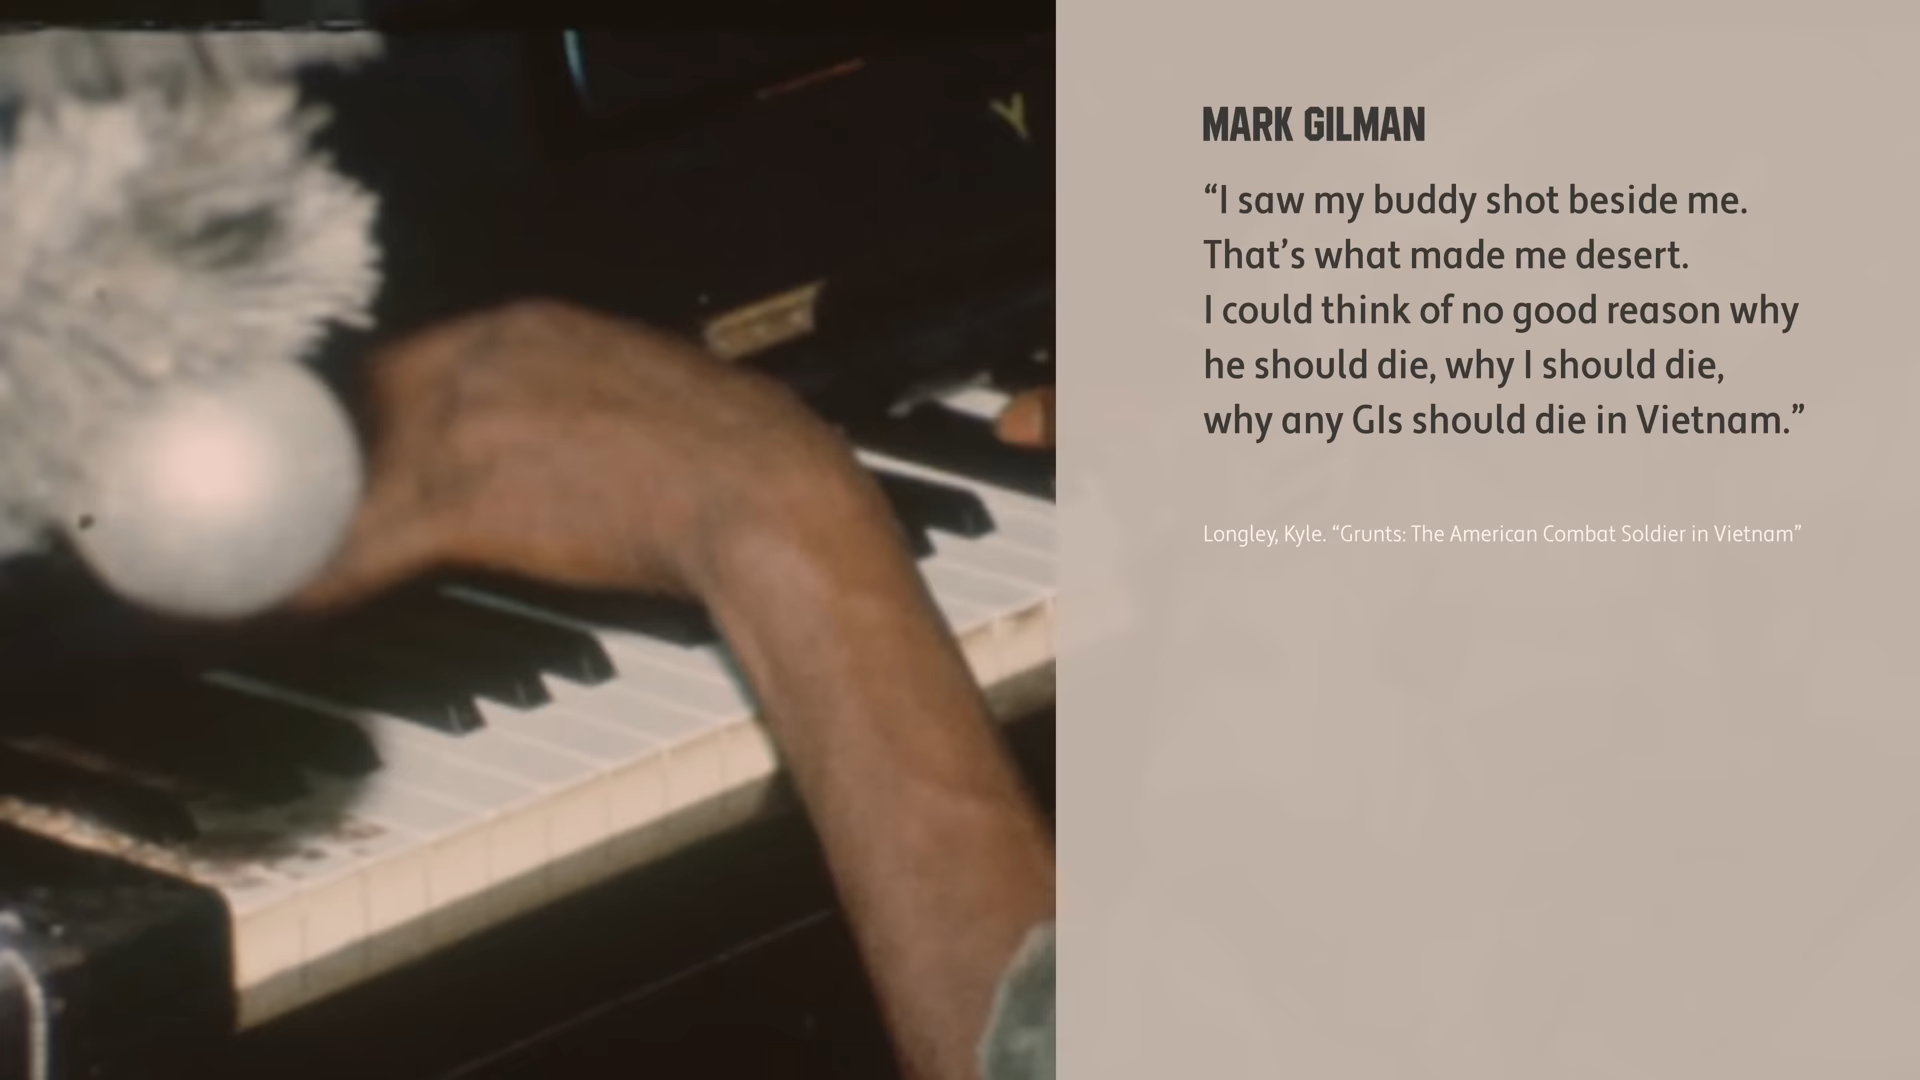 MARK GILMAN
“I saw my buddy shot beside me.
That’s what made me desert.
I could think of no good reason why
he should die, why I should die,
why any GIs should die in Vietnam.”
Longley, Kyle. “Grunts: The American Combat Soldier in Vietnam”